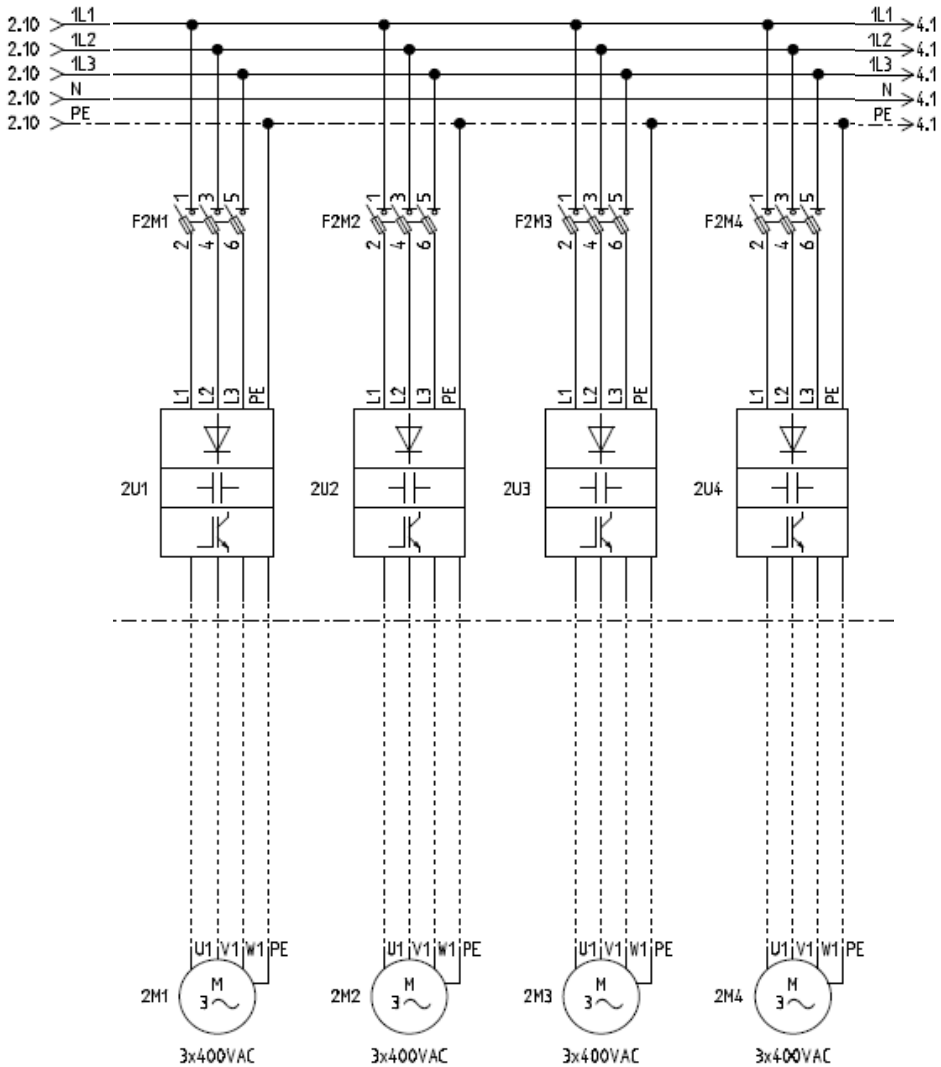 2.10 1L1 1L1 4.1
2.10 1L2 1L2 4.1
2.10 1L3 1L3 4.1
2.10 N N 4.1
2.10 PE PE 4.1
1 3 5 1 3 5 1 3 5 1 3 5
F2M1 F2M2 F2M3 F2M4
2 4 6 2 4 6 2 4 6 2 4 6
L1 L2 L3 PE L1 L2 L3 PE L1 L2 L3 PE L1 L2 L3 PE
2U1 2U2 2U3 2U4
U1 V1 W1 PE U1 V1 W1 PE U1 V1 W1 PE U1 V1 W1 PE
M M M M
2M1 3 2M2 3 2M3 3 2M4 3
3x400VAC 3x400VAC 3x400VAC 3x400VAC